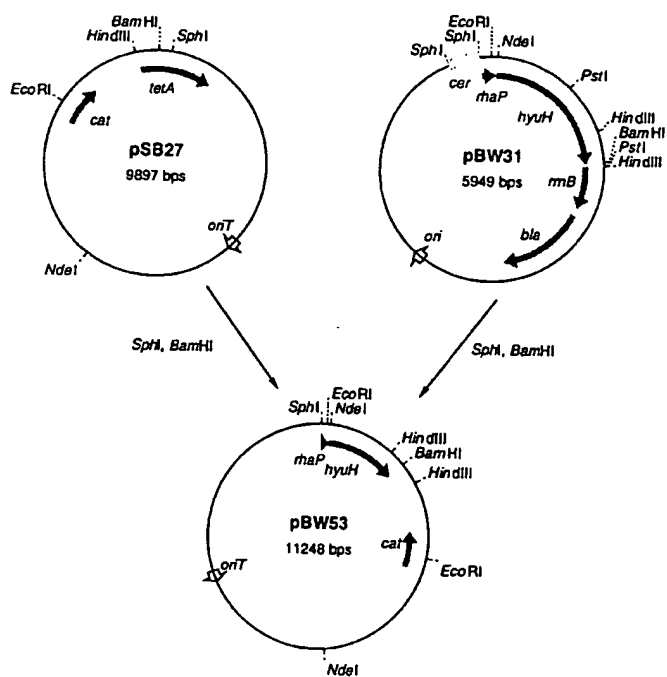 BamHI
HindIII
SphI
EcoRI
tetA
cat
pSB27
9897 bps
oriT
NdeI
EcoRI
SphI
NdeI
SphI
cer
rhaP
PstI
hyuH
HindIII
BamHI
PstI
HindIII
pBW31
5949 bps
rrnB
bla
ori
SphI, BamHI
SphI, BamHI
EcoRI
SphI
NdeI
HindIII
BamHI
HindIII
rhaP
hyuH
pBW53
11248 bps
cat
oriT
EcoRI
NdeI